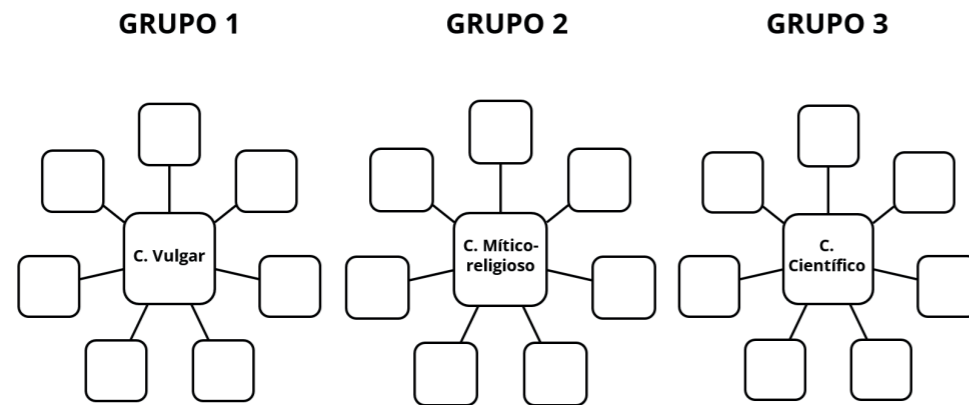 GRUPO 1
GRUPO 2
GRUPO 3
C. Vulgar
C. Mítico-
religioso
C.
Científico